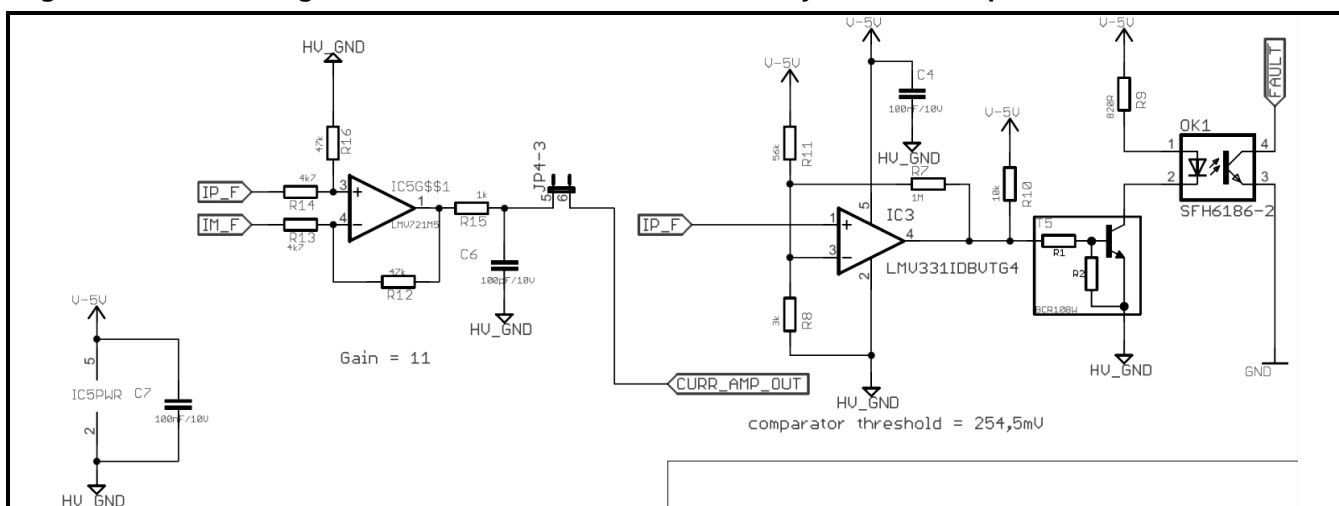 HV_GND
47k
R16
IP_F
4k7
R14
3
IC5G$$1
1
LMV721M5
IM_F
4
R13
4k7
47k
R12
1k
R15
C6
100pF/10V
HV_GND
JP4-3
5
6
Gain = 11
CURR_AMP_OUT
V-5V
5
IC5PWR
2
C7
100nF/10V
HV_GND
V-5V
56k
R11
V-5V
C4
100nF/10V
HV_GND
R7
1M
IP_F
1
3
5
IC3
4
2
LMV331IDBVTG4
3k
R8
HV_GND
comparator threshold = 254,5mV
V-5V
10k
R10
T5
R1
R2
BCR108W
HV_GND
V-5V
820R
R9
OK1
1
2
4
3
SFH6186-2
FAULT
GND